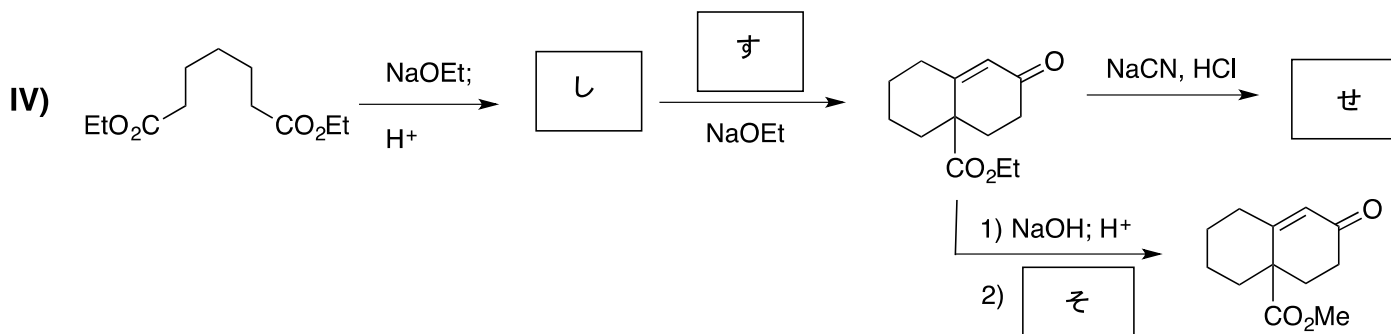 IV)
EtO₂C
CO₂Et
NaOEt;
H⁺
し
す
NaOEt
O
CO₂Et
NaCN, HCl
せ
1) NaOH; H⁺
2)
そ
O
CO₂Me